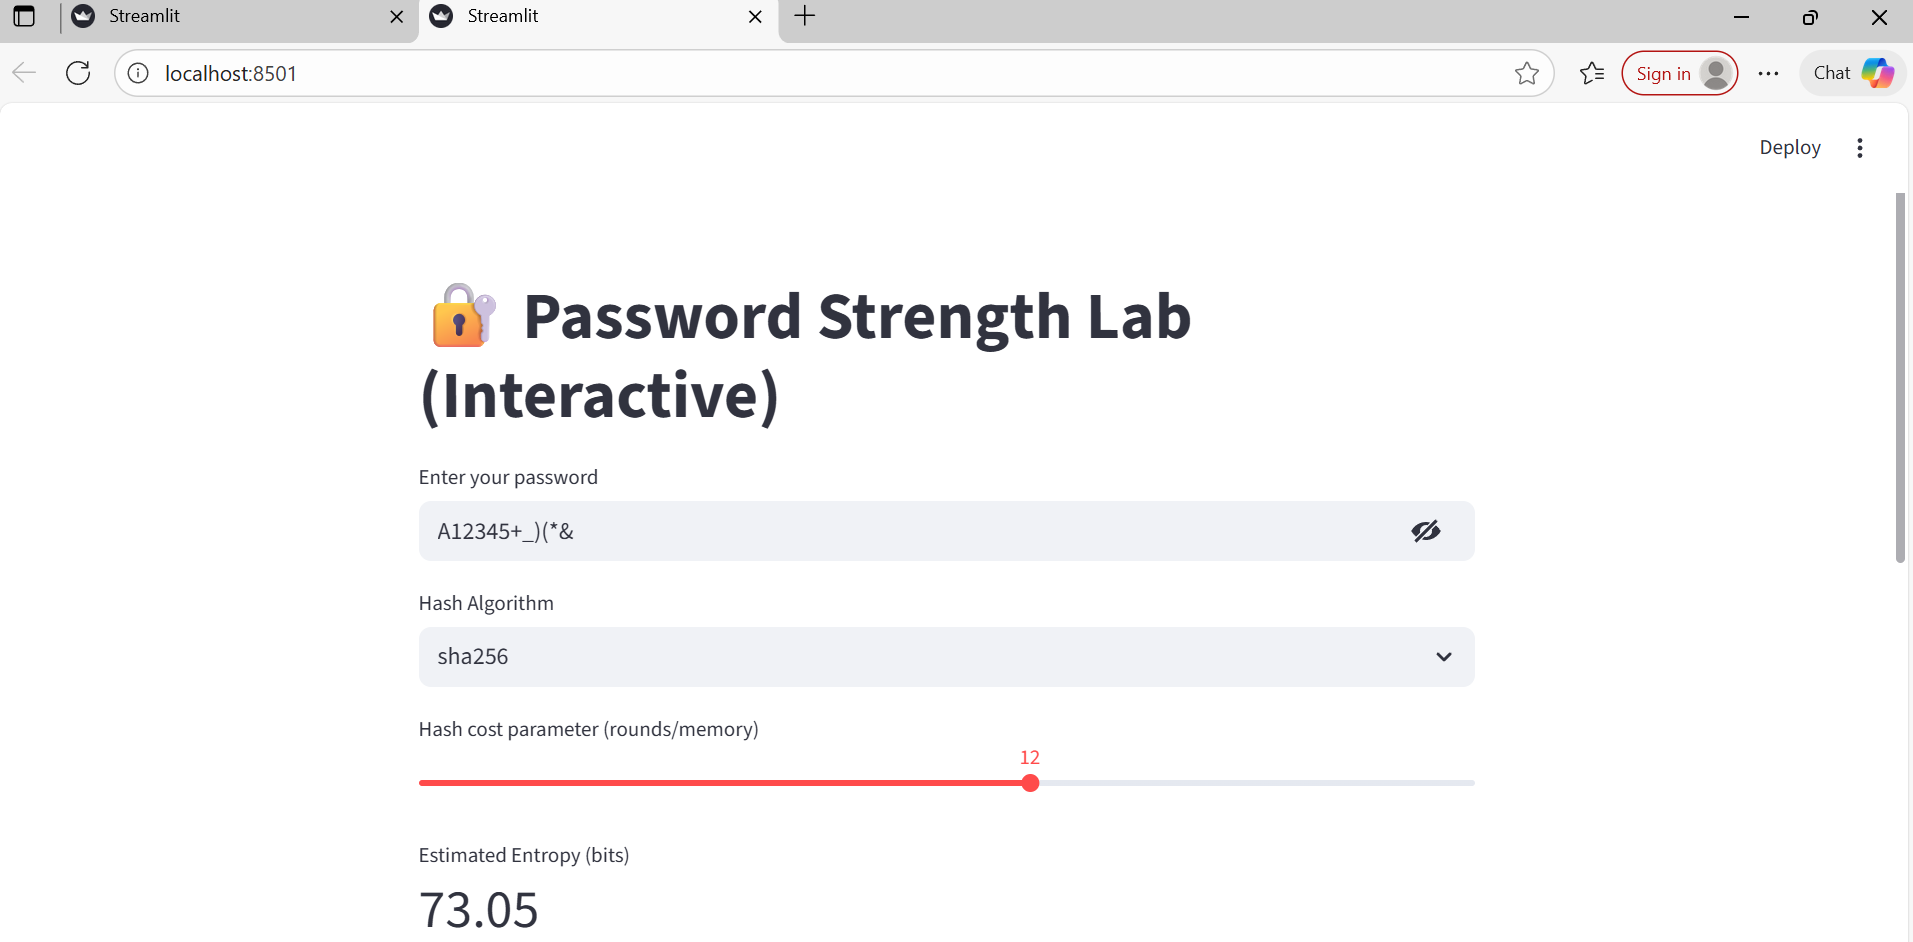 Streamlit
Streamlit
localhost:8501
Sign in
Chat
Deploy
Password Strength Lab
(Interactive)
Enter your password
A12345+_)(*&
Hash Algorithm
sha256
Hash cost parameter (rounds/memory)
12
Estimated Entropy (bits)
73.05